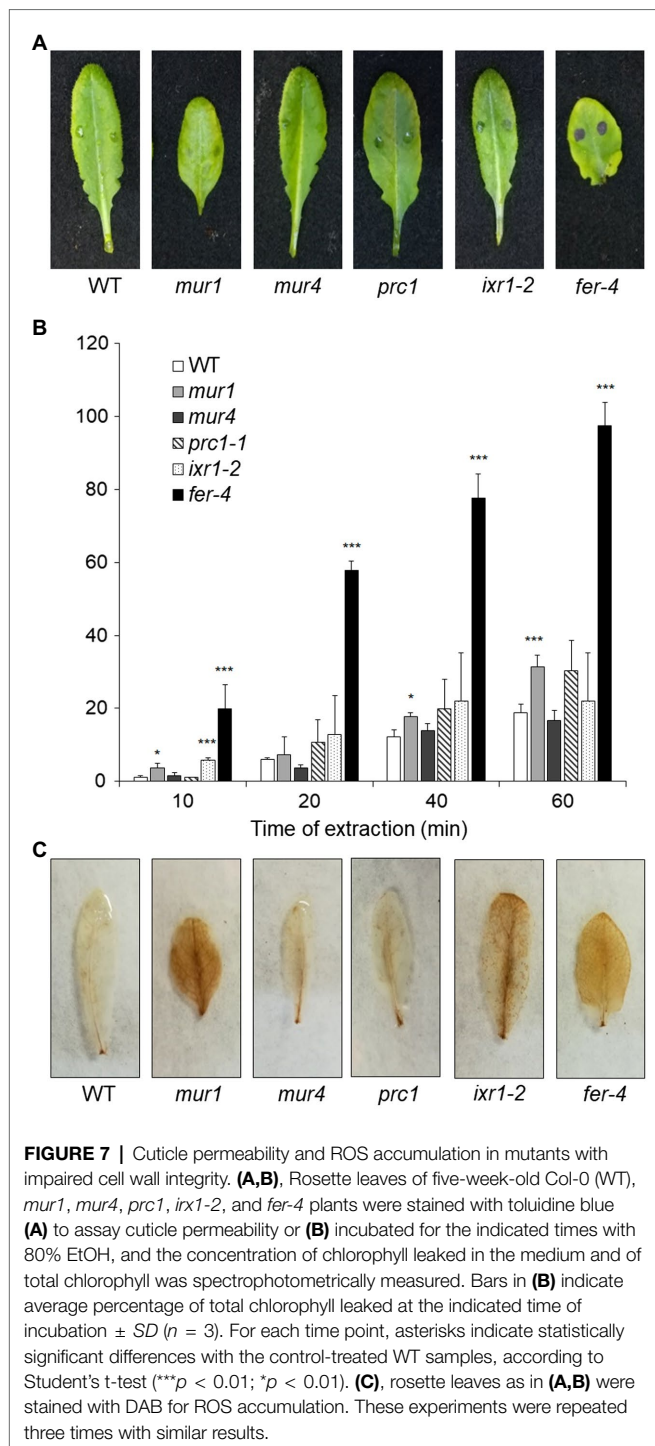 A
WT mur1 mur4 prc1 ixr1-2 fer-4
B
120
100
80
60
40
20
0
WT
mur1
mur4
prc1-1
ixr1-2
fer-4
* *** ***
***
* ***
*** ***
10 20 40 60
Time of extraction (min)
C
WT mur1 mur4 prc1 ixr1-2 fer-4
FIGURE 7 | Cuticle permeability and ROS accumulation in mutants with
impaired cell wall integrity. (A,B), Rosette leaves of five-week-old Col-0 (WT),
mur1, mur4, prc1, irx1-2, and fer-4 plants were stained with toluidine blue
(A) to assay cuticle permeability or (B) incubated for the indicated times with
80% EtOH, and the concentration of chlorophyll leaked in the medium and of
total chlorophyll was spectrophotometrically measured. Bars in (B) indicate
average percentage of total chlorophyll leaked at the indicated time of
incubation ± SD (n = 3). For each time point, asterisks indicate statistically
significant differences with the control-treated WT samples, according to
Student's t-test (***p < 0.01; *p < 0.01). (C), rosette leaves as in (A,B) were
stained with DAB for ROS accumulation. These experiments were repeated
three times with similar results.